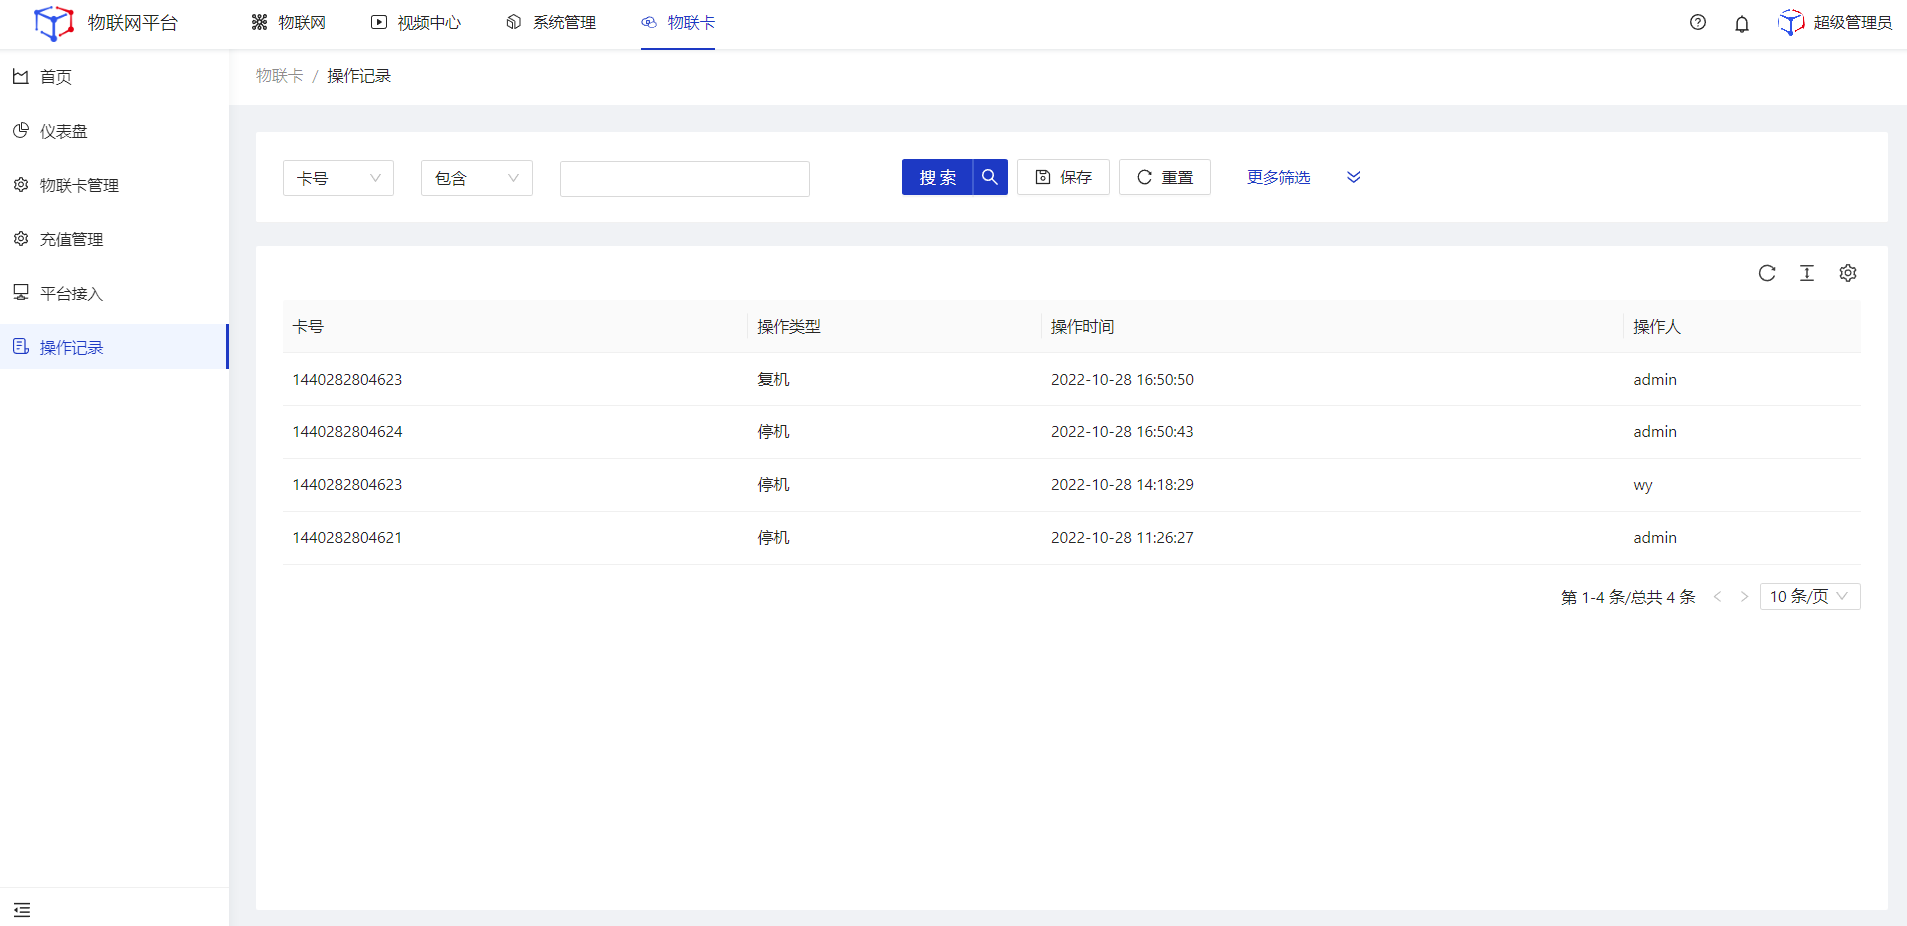 物联网平台
物联网
视频中心
系统管理
物联卡
超级管理员
首页
仪表盘
物联卡管理
充值管理
平台接入
操作记录
物联卡 / 操作记录
卡号
包含
搜 索
保存
重置
更多筛选
卡号 操作类型 操作时间 操作人
1440282804623 复机 2022-10-28 16:50:50 admin
1440282804624 停机 2022-10-28 16:50:43 admin
1440282804623 停机 2022-10-28 14:18:29 wy
1440282804621 停机 2022-10-28 11:26:27 admin
第 1-4 条/总共 4 条 < > 10 条/页